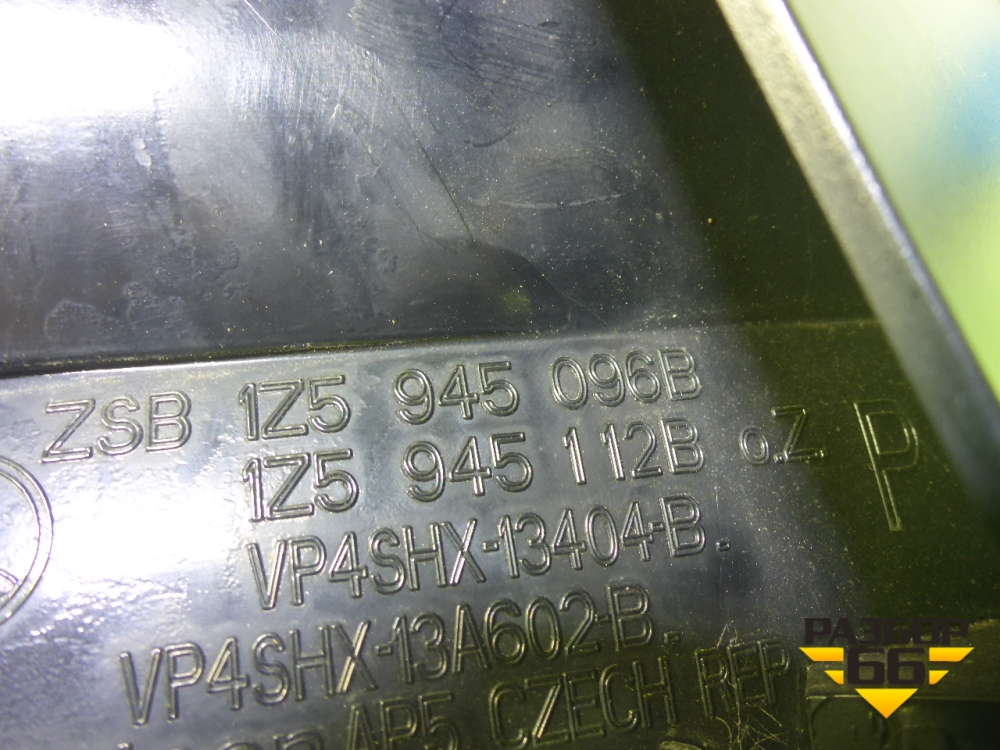 ZSB 1Z5 945 096B
1Z5 945 112B o.Z. P
VP4SHX-13404-B.
VP4SHX-13A602-B.
AP5 CZECH REP
РАЗБОР
66